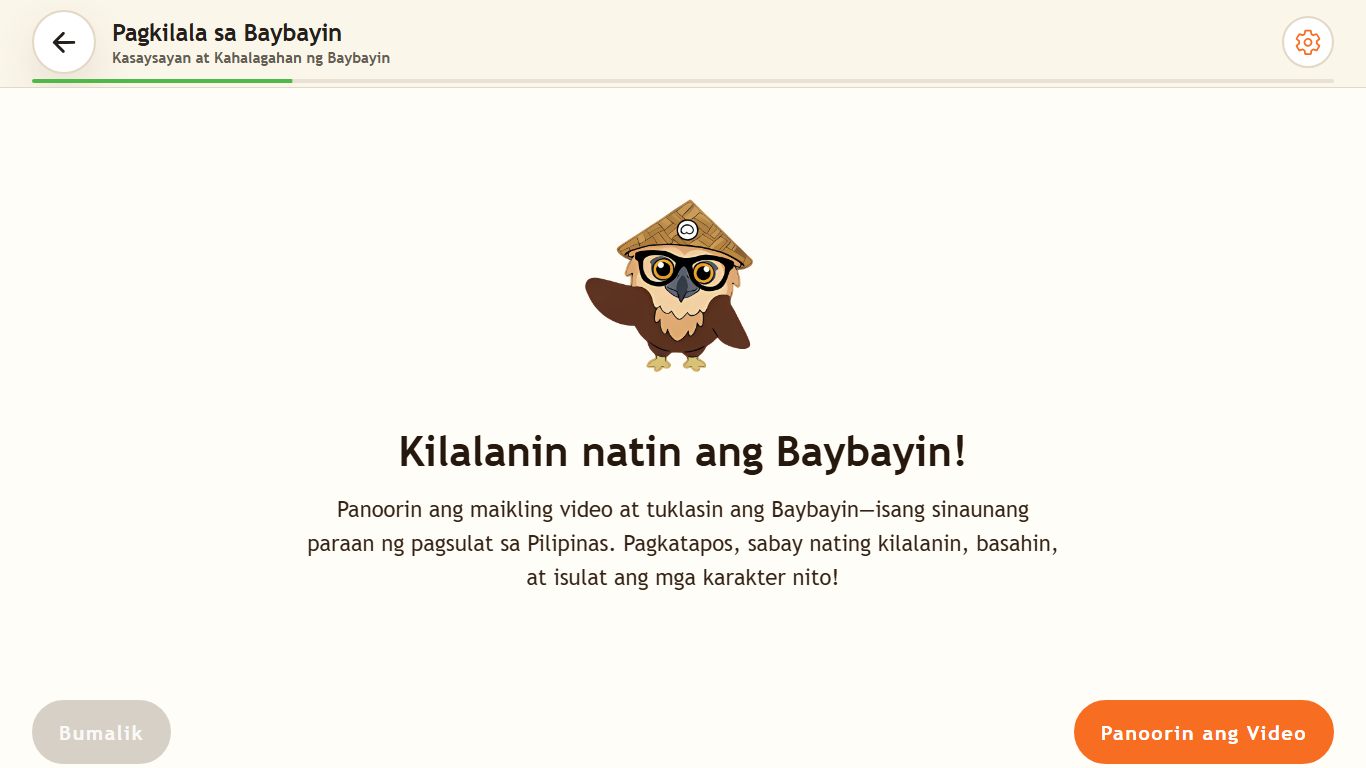 Pagkilala sa Baybayin
Kasaysayan at Kahalagahan ng Baybayin
Kilalanin natin ang Baybayin!
Panoorin ang maikling video at tuklasin ang Baybayin—isang sinaunang
paraan ng pagsulat sa Pilipinas. Pagkatapos, sabay nating kilalanin, basahin,
at isulat ang mga karakter nito!
Bumalik
Panoorin ang Video